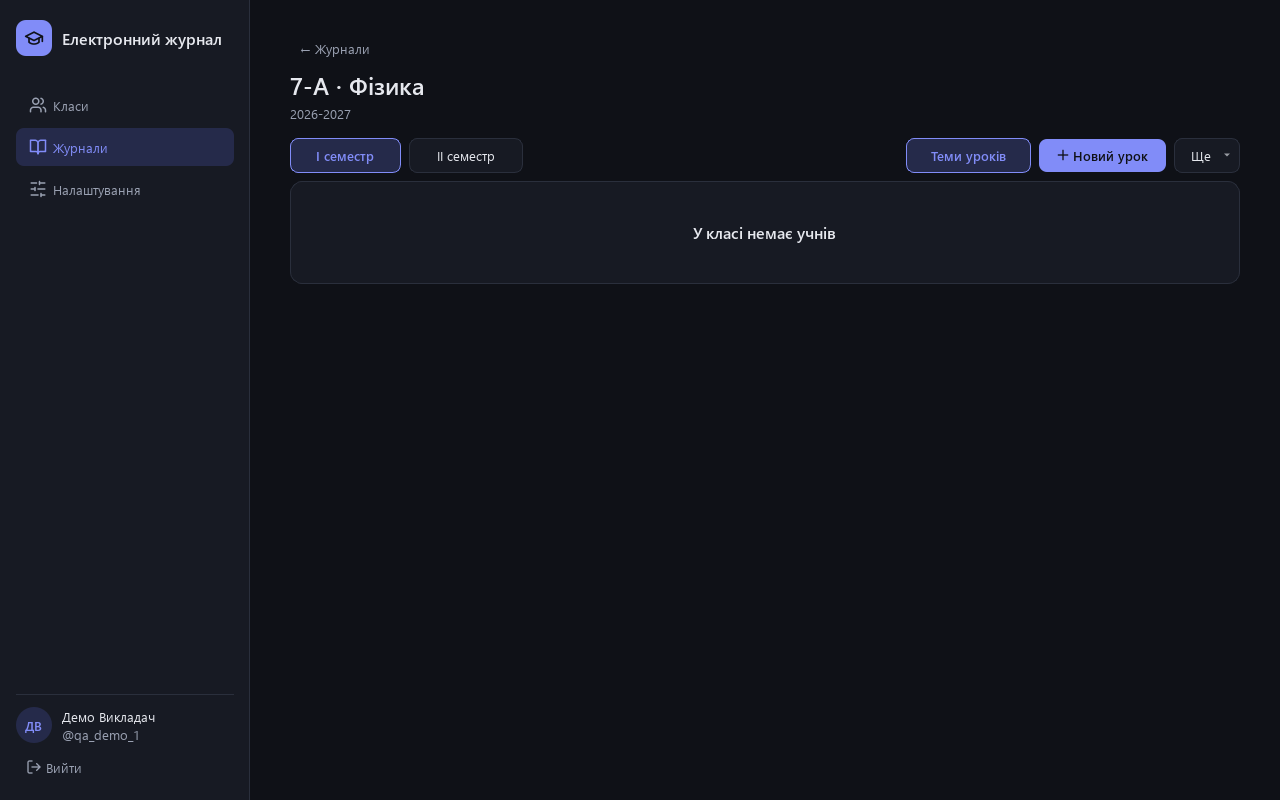 Електронний журнал
Класи
Журнали
Налаштування
Демо Викладач
ДВ
@qa_demo_1
Вийти
← Журнали
7-А · Фізика
2026-2027
І семестр
ІІ семестр
Теми уроків
+ Новий урок
Ще
У класі немає учнів